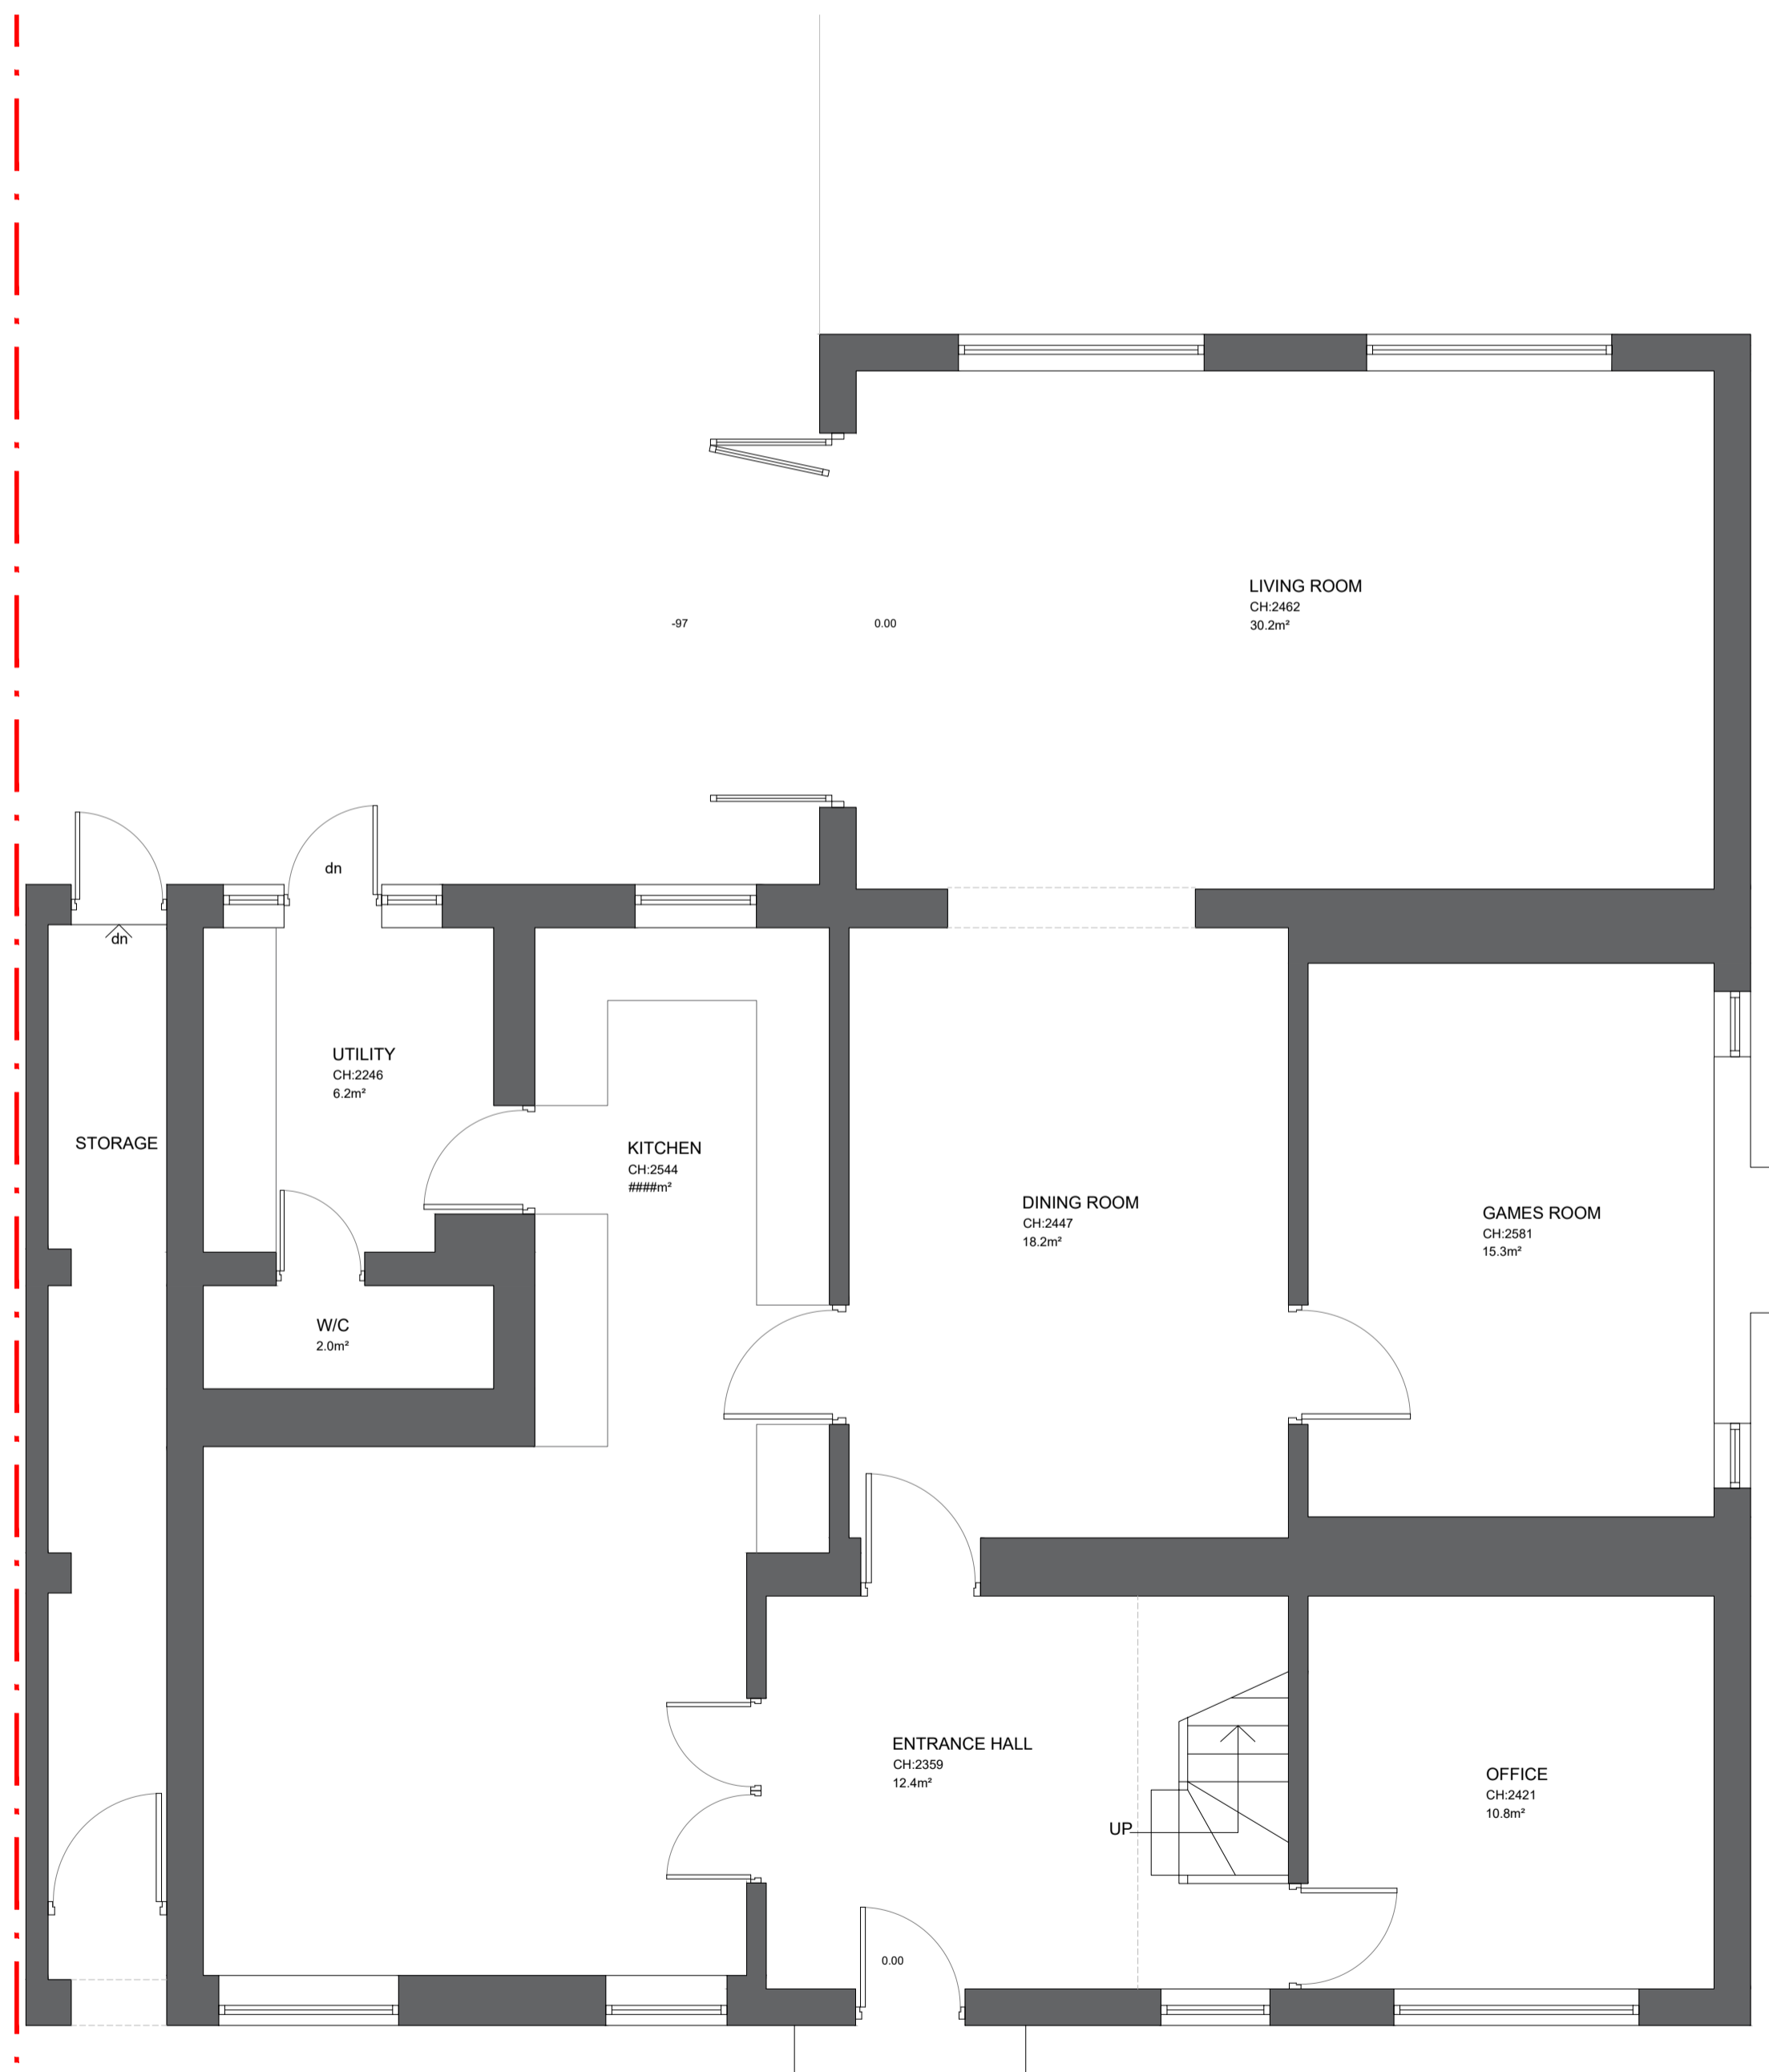 LIVING ROOM
CH:2462
30.2m²
-97
0.00
dn
dn
UTILITY
CH:2246
6.2m²
STORAGE
KITCHEN
CH:2544
####m²
DINING ROOM
CH:2447
18.2m²
GAMES ROOM
CH:2581
15.3m²
W/C
2.0m²
ENTRANCE HALL
CH:2359
12.4m²
OFFICE
CH:2421
10.8m²
UP
0.00